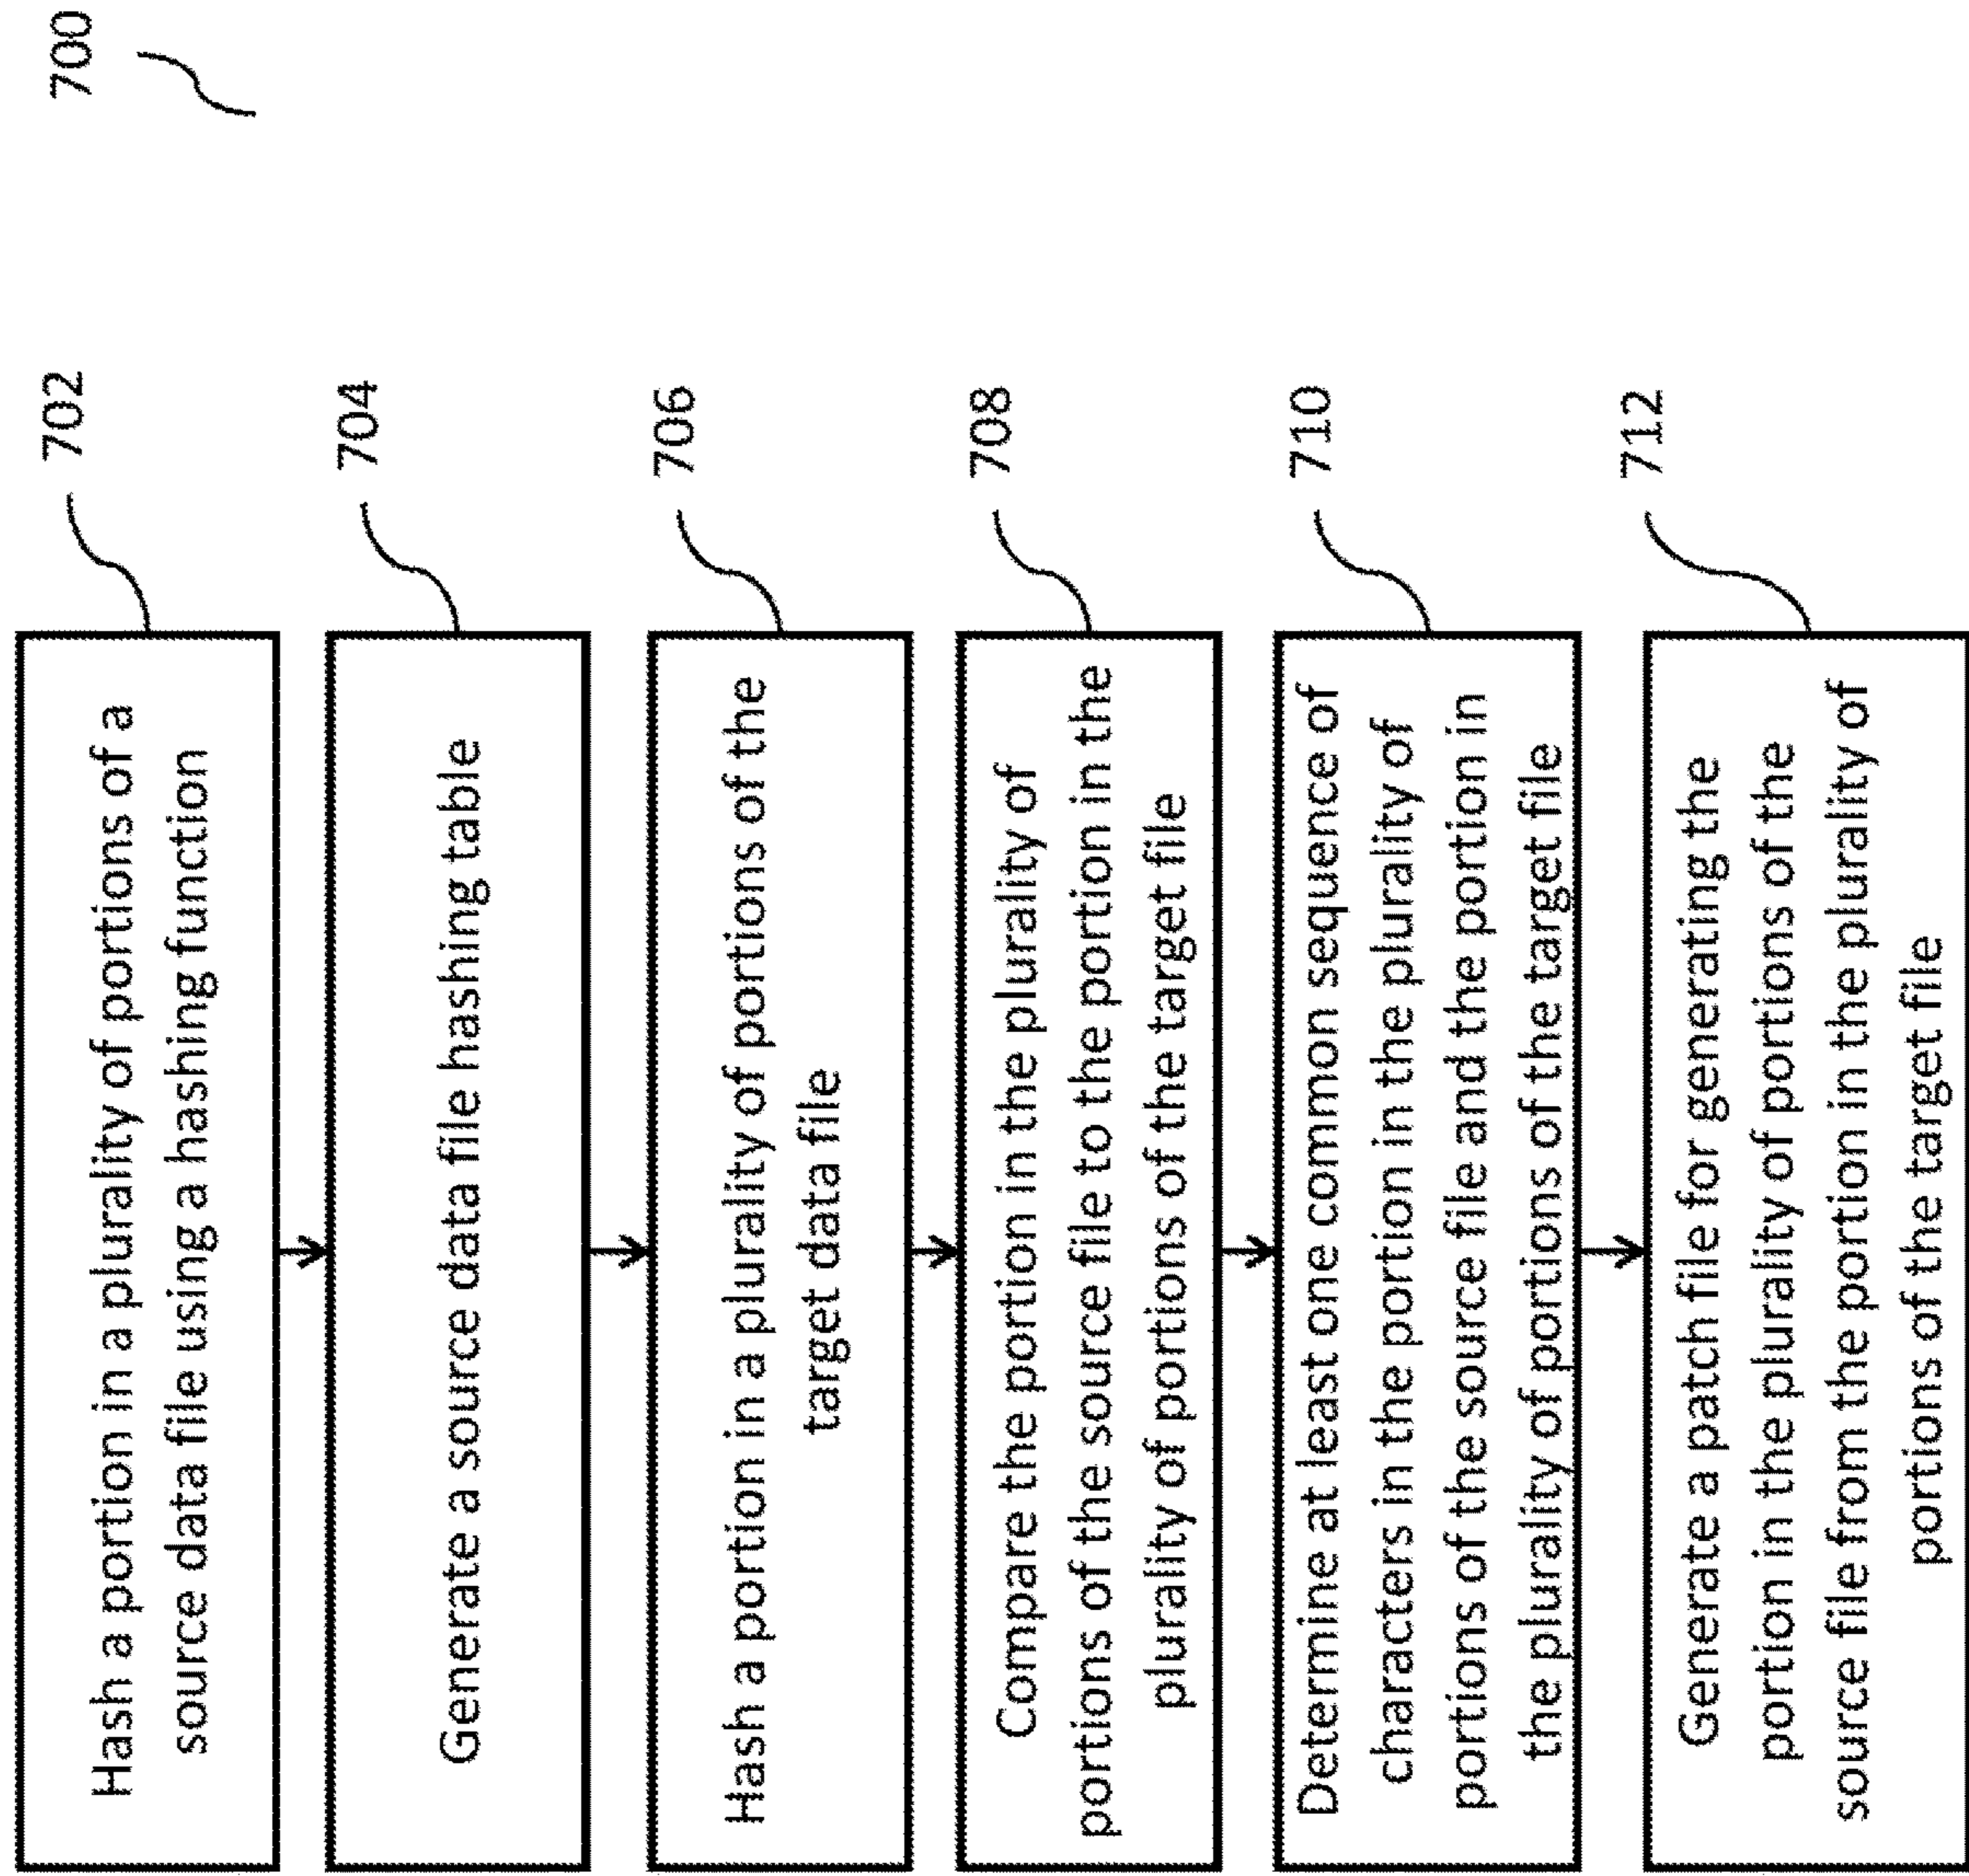 700
Hash a portion in a plurality of portions of a
source data file using a hashing function
702
Generate a source data file hashing table
704
Hash a portion in a plurality of portions of the
target data file
706
Compare the portion in the plurality of
portions of the source file to the portion in the
plurality of portions of the target file
708
Determine at least one common sequence of
characters in the portion in the plurality of
portions of the source file and the portion in
the plurality of portions of the target file
710
Generate a patch file for generating the
portion in the plurality of portions of the
source file from the portion in the plurality of
portions of the target file
712